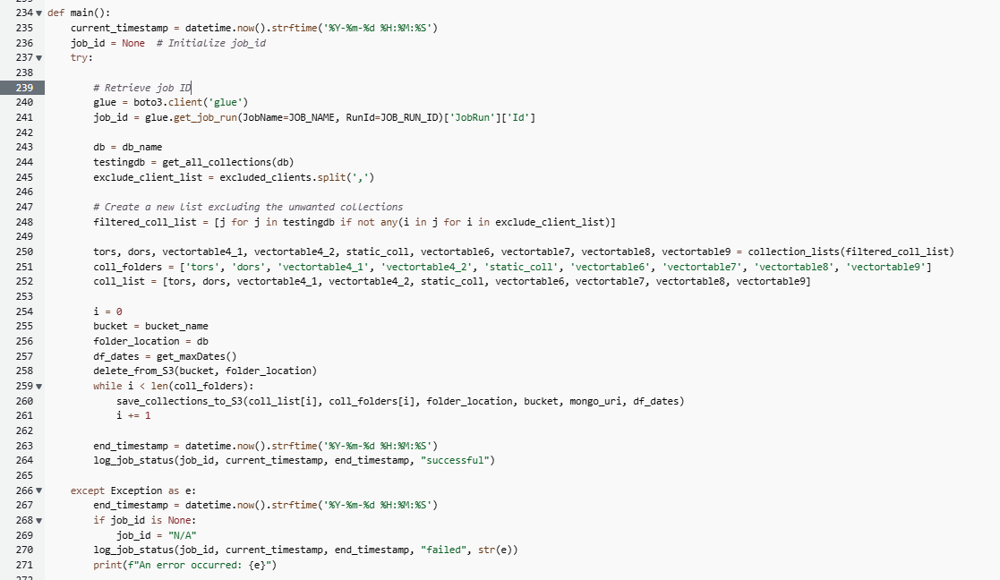 234 def main():
235 current_timestamp = datetime.now().strftime('%Y-%m-%d %H:%M:%S')
236 job_id = None  # Initialize job_id
237 try:
238
239 # Retrieve job ID
240 glue = boto3.client('glue')
241 job_id = glue.get_job_run(JobName=JOB_NAME, RunId=JOB_RUN_ID)['JobRun']['Id']
242
243 db = db_name
244 testingdb = get_all_collections(db)
245 exclude_client_list = excluded_clients.split(',')
246
247 # Create a new list excluding the unwanted collections
248 filtered_coll_list = [j for j in testingdb if not any(i in j for i in exclude_client_list)]
249
250 tors, dors, vectortable4_1, vectortable4_2, static_coll, vectortable6, vectortable7, vectortable8, vectortable9 = collection_lists(filtered_coll_list)
251 coll_folders = ['tors', 'dors', 'vectortable4_1', 'vectortable4_2', 'static_coll', 'vectortable6', 'vectortable7', 'vectortable8', 'vectortable9']
252 coll_list = [tors, dors, vectortable4_1, vectortable4_2, static_coll, vectortable6, vectortable7, vectortable8, vectortable9]
253
254 i = 0
255 bucket = bucket_name
256 folder_location = db
257 df_dates = get_maxDates()
258 delete_from_S3(bucket, folder_location)
259 while i < len(coll_folders):
260 save_collections_to_S3(coll_list[i], coll_folders[i], folder_location, bucket, mongo_uri, df_dates)
261 i += 1
262
263 end_timestamp = datetime.now().strftime('%Y-%m-%d %H:%M:%S')
264 log_job_status(job_id, current_timestamp, end_timestamp, "successful")
265
266 except Exception as e:
267 end_timestamp = datetime.now().strftime('%Y-%m-%d %H:%M:%S')
268 if job_id is None:
269 job_id = "N/A"
270 log_job_status(job_id, current_timestamp, end_timestamp, "failed", str(e))
271 print(f"An error occurred: {e}")